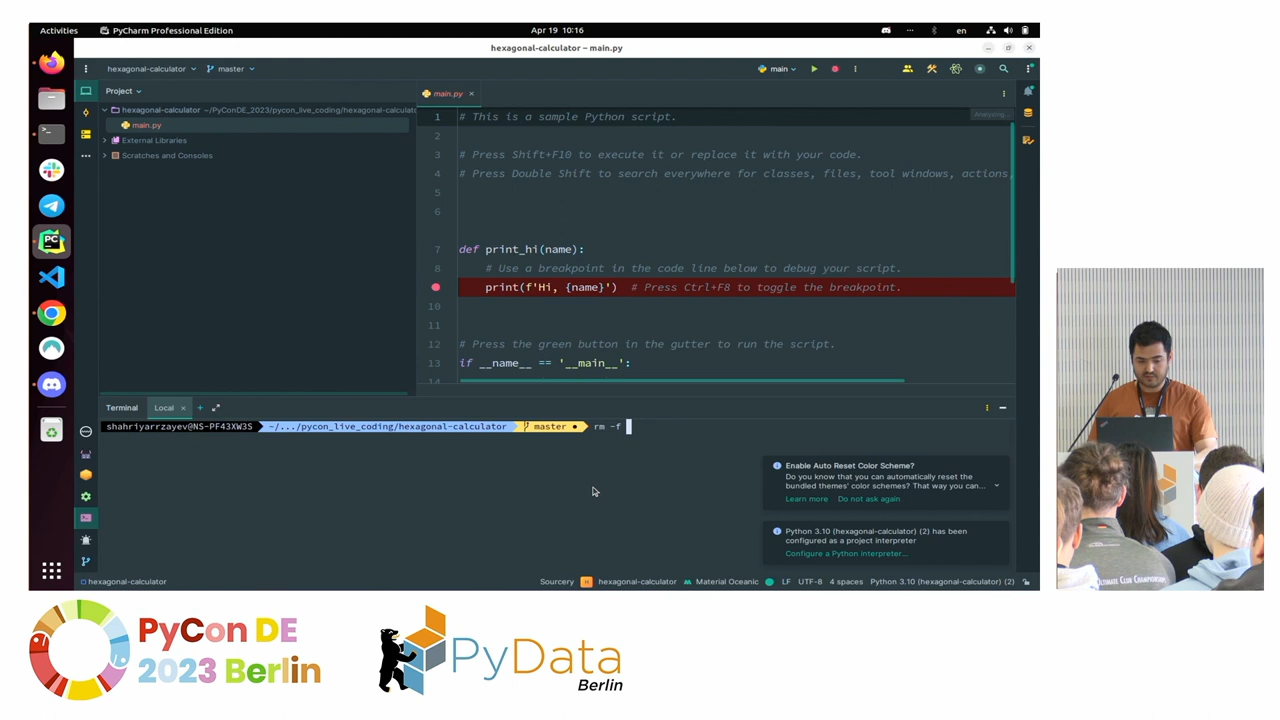 Activities
PyCharm Professional Edition
Apr 19 10:16
en
hexagonal-calculator – main.py
hexagonal-calculator
master
main
Project
main.py
hexagonal-calculator ~/PyConDE_2023/pycon_live_coding/hexagonal-calculat
main.py
External Libraries
Scratches and Consoles
Analyzing...
1 # This is a sample Python script.
2
3 # Press Shift+F10 to execute it or replace it with your code.
4 # Press Double Shift to search everywhere for classes, files, tool windows, actions,
5
6
7 def print_hi(name):
8 # Use a breakpoint in the code line below to debug your script.
print(f'Hi, {name}') # Press Ctrl+F8 to toggle the breakpoint.
10
11
12 # Press the green button in the gutter to run the script.
13 if __name__ == '__main__':
14
Terminal
Local
shahriyarrzayev@NS-PF43XW3S ~/.../pycon_live_coding/hexagonal-calculator master • rm -f
Enable Auto Reset Color Scheme?
Do you know that you can automatically reset the
bundled themes' color schemes? That way you can...
Learn more Do not ask again
Python 3.10 (hexagonal-calculator) (2) has been
configured as a project interpreter
Configure a Python interpreter...
hexagonal-calculator
Sourcery
H
hexagonal-calculator
Material Oceanic
LF
UTF-8
4 spaces
Python 3.10 (hexagonal-calculator) (2)
PC
ULTIMATE CLUB CHAMPIONSHIP
PyCon DE
2023 Berlin
PyData
Berlin